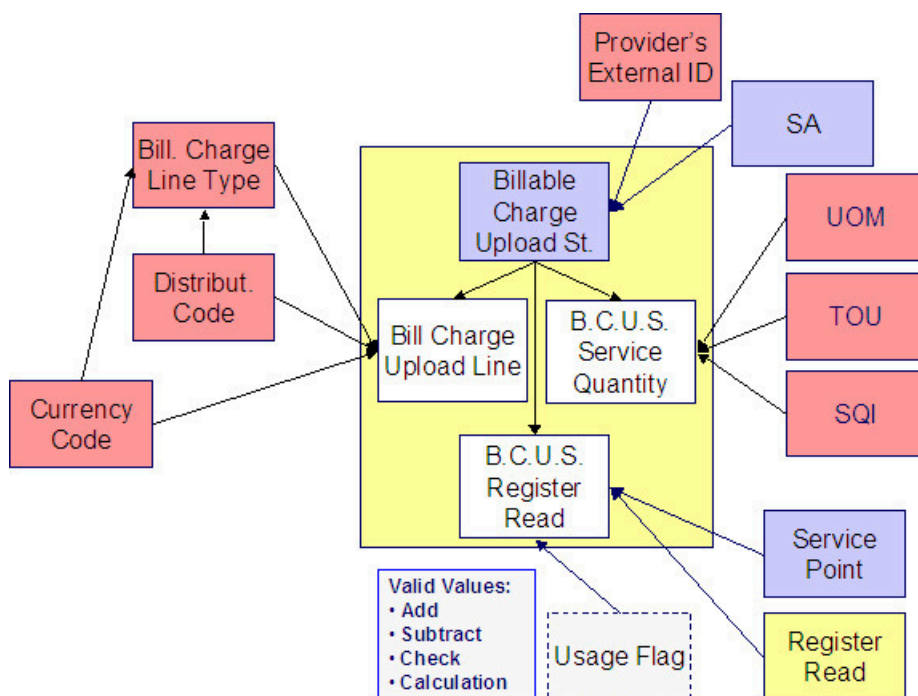 Provider's
External ID
SA
Bill. Charge
Line Type
Billable
Charge
Upload St.
UOM
Distribut.
Code
Bill Charge
Upload Line
B.C.U.S.
Service
Quantity
TOU
Currency
Code
SQI
B.C.U.S.
Register
Read
Service
Point
Valid Values:
• Add
• Subtract
• Check
• Calculation
Usage Flag
Register
Read